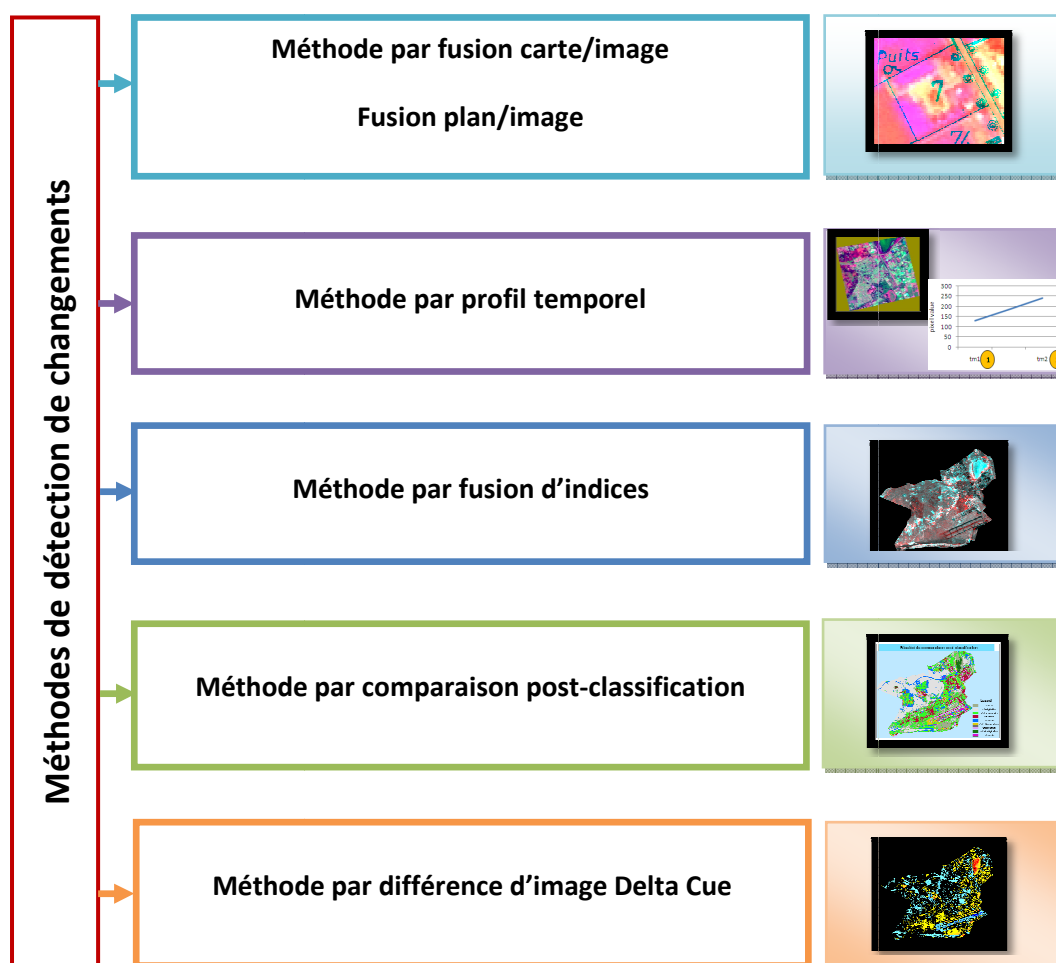 Méthodes de détection de changements
Méthode par fusion carte/image
Fusion plan/image
Puits
7
Méthode par profil temporel
300
250
200
150
100
50
0
pixel value
tm1
1
tm2
Méthode par fusion d'indices
Méthode par comparaison post-classification
Méthode par différence d'image Delta Cue